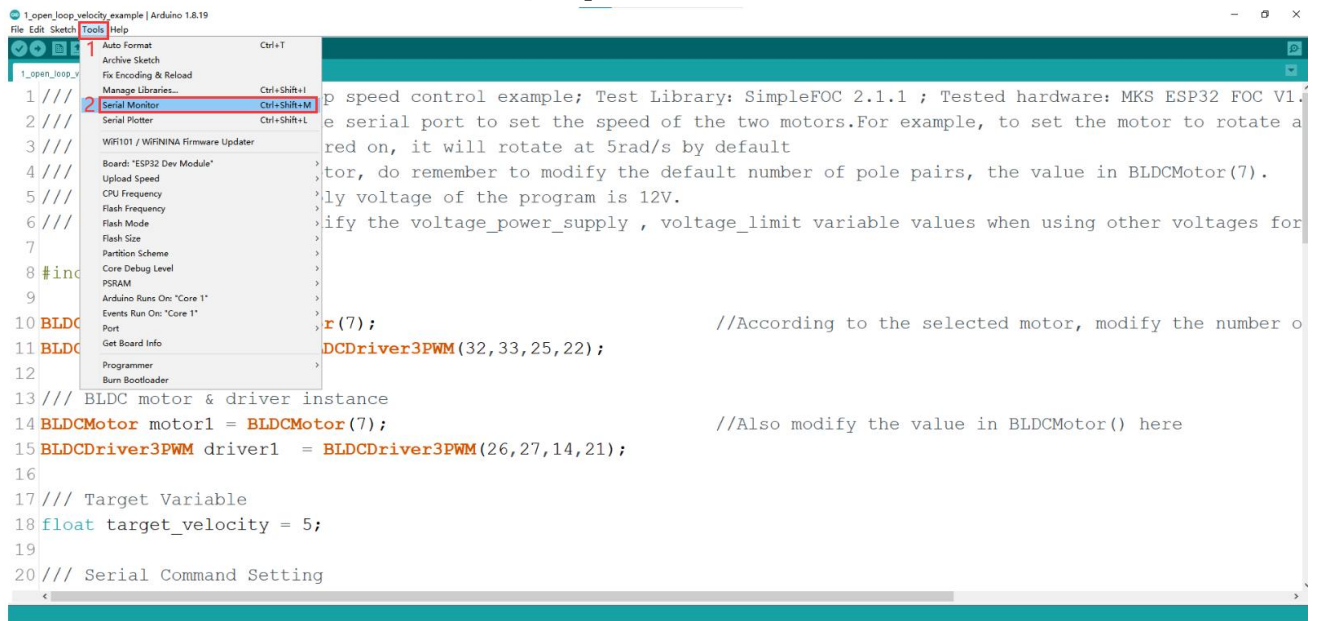 1_open_loop_velocity_example | Arduino 1.8.19
File Edit Sketch Tools Help
1
Auto Format Ctrl+T
Archive Sketch
1_open_loop_v
Fix Encoding & Reload
Manage Libraries... Ctrl+Shift+I
1 /// p speed control example; Test Library: SimpleFOC 2.1.1 ; Tested hardware: MKS ESP32 FOC V1.
2 Serial Monitor Ctrl+Shift+M
2 /// e serial port to set the speed of the two motors.For example, to set the motor to rotate a
Serial Plotter Ctrl+Shift+L
WiFi101 / WiFiNINA Firmware Updater
3 /// red on, it will rotate at 5rad/s by default
Board: "ESP32 Dev Module"
4 /// tor, do remember to modify the default number of pole pairs, the value in BLDCMotor(7).
Upload Speed
CPU Frequency
5 /// ly voltage of the program is 12V.
Flash Frequency
Flash Mode
6 /// ify the voltage_power_supply , voltage_limit variable values when using other voltages for
Flash Size
7
Partition Scheme
Core Debug Level
8 #inc
PSRAM
9
Arduino Runs On: "Core 1"
Events Run On: "Core 1"
10 BLDC r(7); //According to the selected motor, modify the number o
Port
Get Board Info
11 BLDC DCDriver3PWM(32,33,25,22);
Programmer
12
Burn Bootloader
13 /// BLDC motor & driver instance
14 BLDCMotor motor1 = BLDCMotor(7); //Also modify the value in BLDCMotor() here
15 BLDCDriver3PWM driver1  = BLDCDriver3PWM(26,27,14,21);
16
17 /// Target Variable
18 float target_velocity = 5;
19
20 /// Serial Command Setting